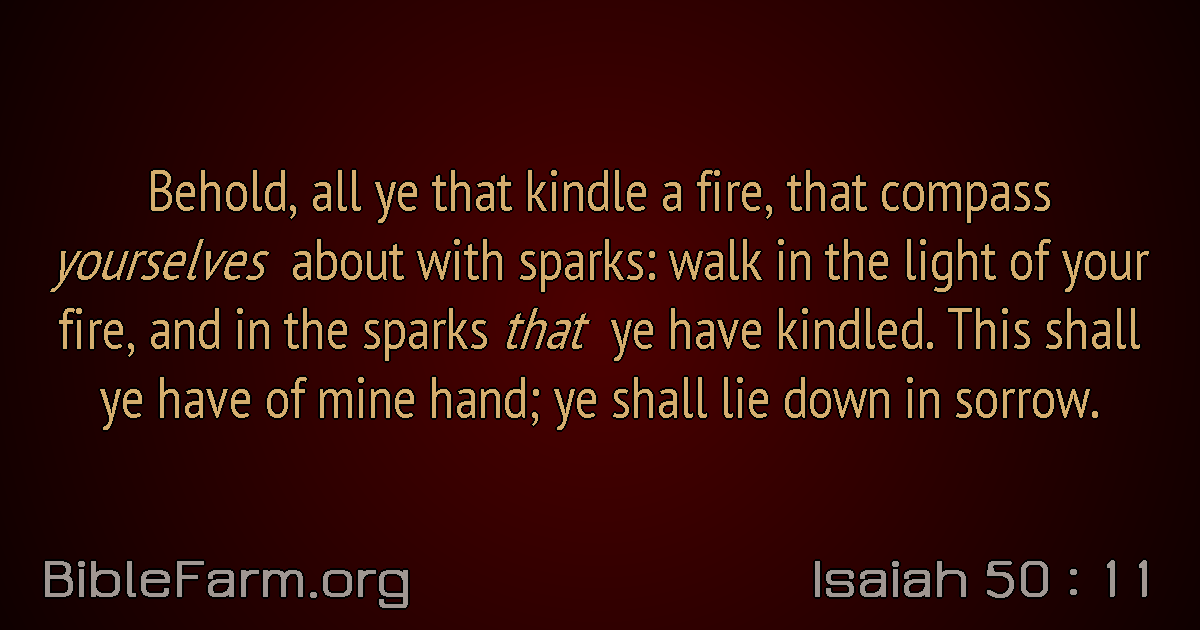 Behold, all ye that kindle a fire, that compass
yourselves about with sparks: walk in the light of your
fire, and in the sparks that ye have kindled. This shall
ye have of mine hand; ye shall lie down in sorrow.
BibleFarm.org
Isaiah 50 : 11